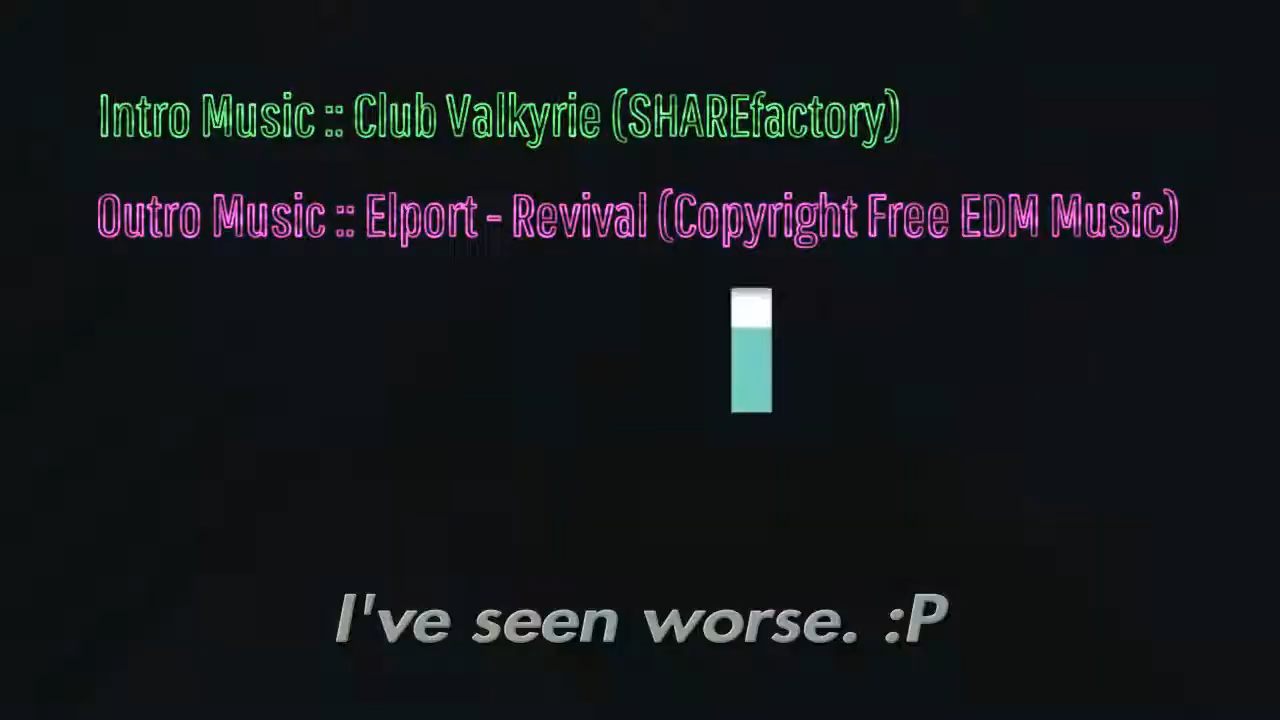 Intro Music :: Club Valkyrie (SHAREfactory)
Outro Music :: Elport - Revival (Copyright Free EDM Music)
I've seen worse. :P